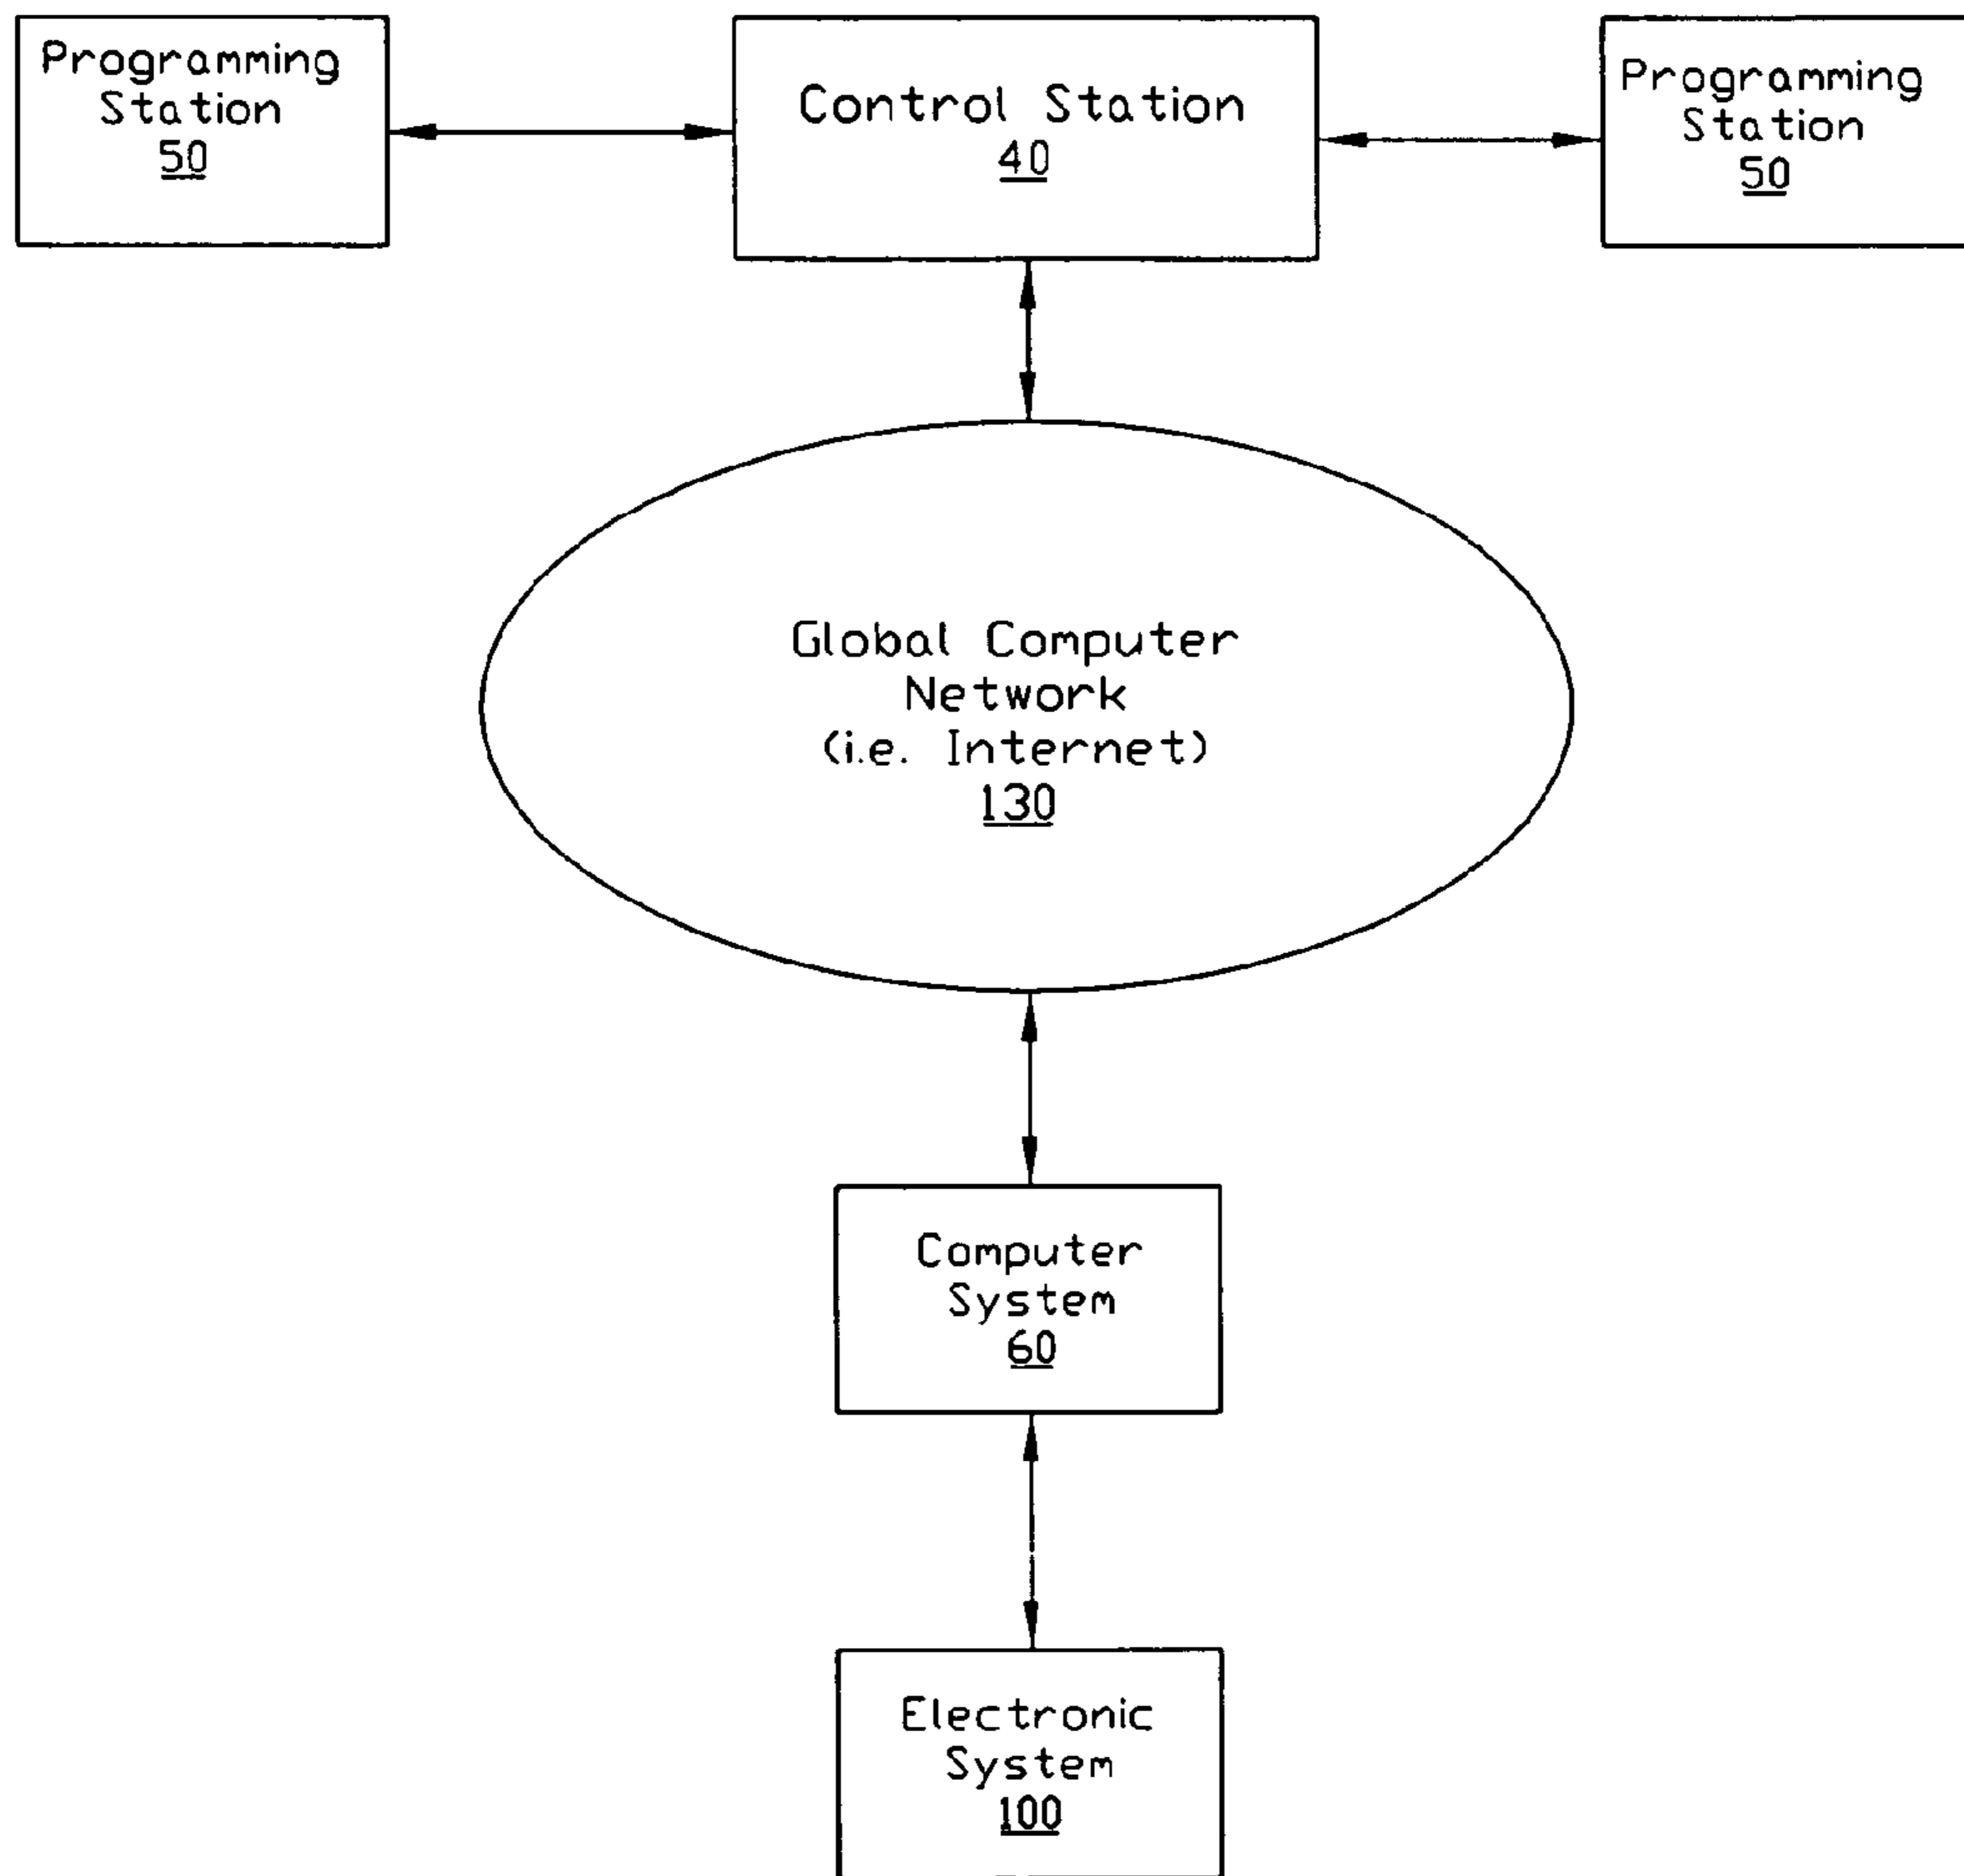 Programming
Station
50
Control Station
40
Programming
Station
50
Global Computer
Network
(i.e. Internet)
130
Computer
System
60
Electronic
System
100